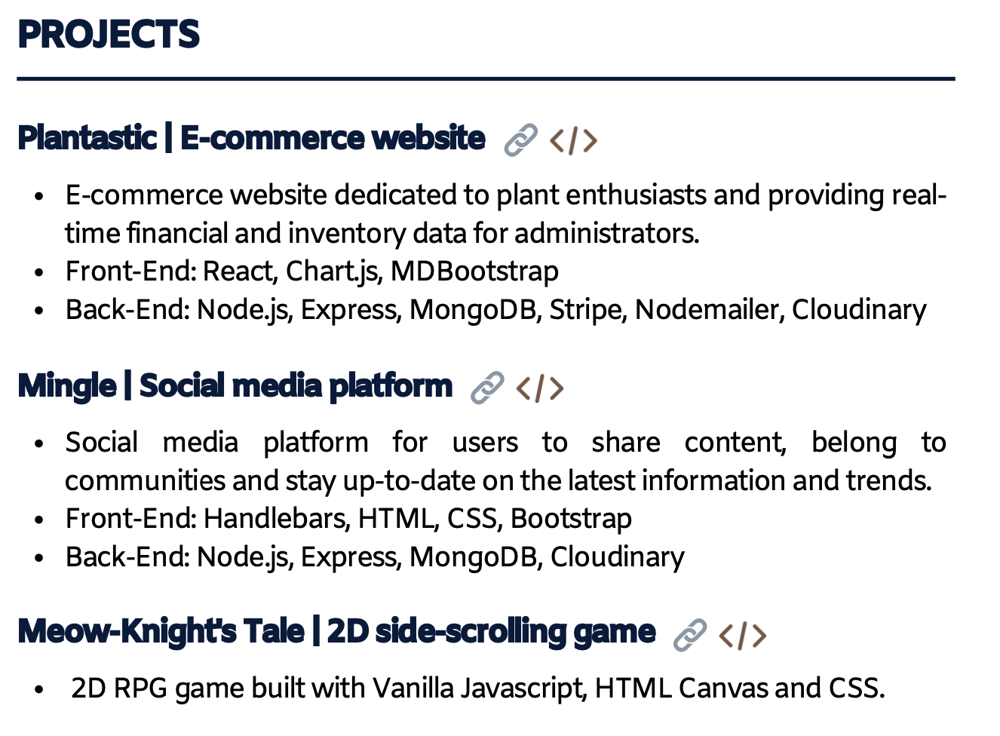 PROJECTS
Plantastic | E-commerce website </>
• E-commerce website dedicated to plant enthusiasts and providing real-
time financial and inventory data for administrators.
• Front-End: React, Chart.js, MDBootstrap
• Back-End: Node.js, Express, MongoDB, Stripe, Nodemailer, Cloudinary
Mingle | Social media platform </>
• Social media platform for users to share content, belong to
communities and stay up-to-date on the latest information and trends.
• Front-End: Handlebars, HTML, CSS, Bootstrap
• Back-End: Node.js, Express, MongoDB, Cloudinary
Meow-Knight's Tale | 2D side-scrolling game </>
• 2D RPG game built with Vanilla Javascript, HTML Canvas and CSS.